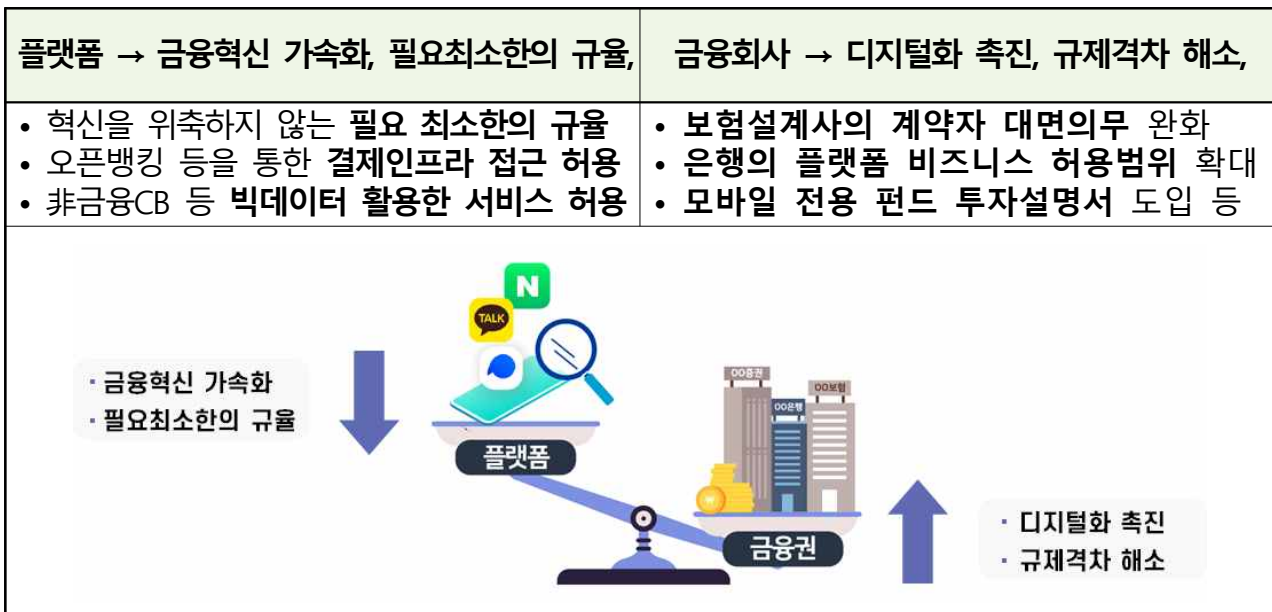 플랫폼 → 금융혁신 가속화, 필요최소한의 규율,
금융회사 → 디지털화 촉진, 규제격차 해소,
• 혁신을 위축하지 않는 필요 최소한의 규율
• 오픈뱅킹 등을 통한 결제인프라 접근 허용
• 非금융CB 등 빅데이터 활용한 서비스 허용
• 보험설계사의 계약자 대면의무 완화
• 은행의 플랫폼 비즈니스 허용범위 확대
• 모바일 전용 펀드 투자설명서 도입 등
N
TALK
· 금융혁신 가속화
· 필요최소한의 규율
플랫폼
OO증권
OO은행
OO보험
금융권
· 디지털화 촉진
· 규제격차 해소